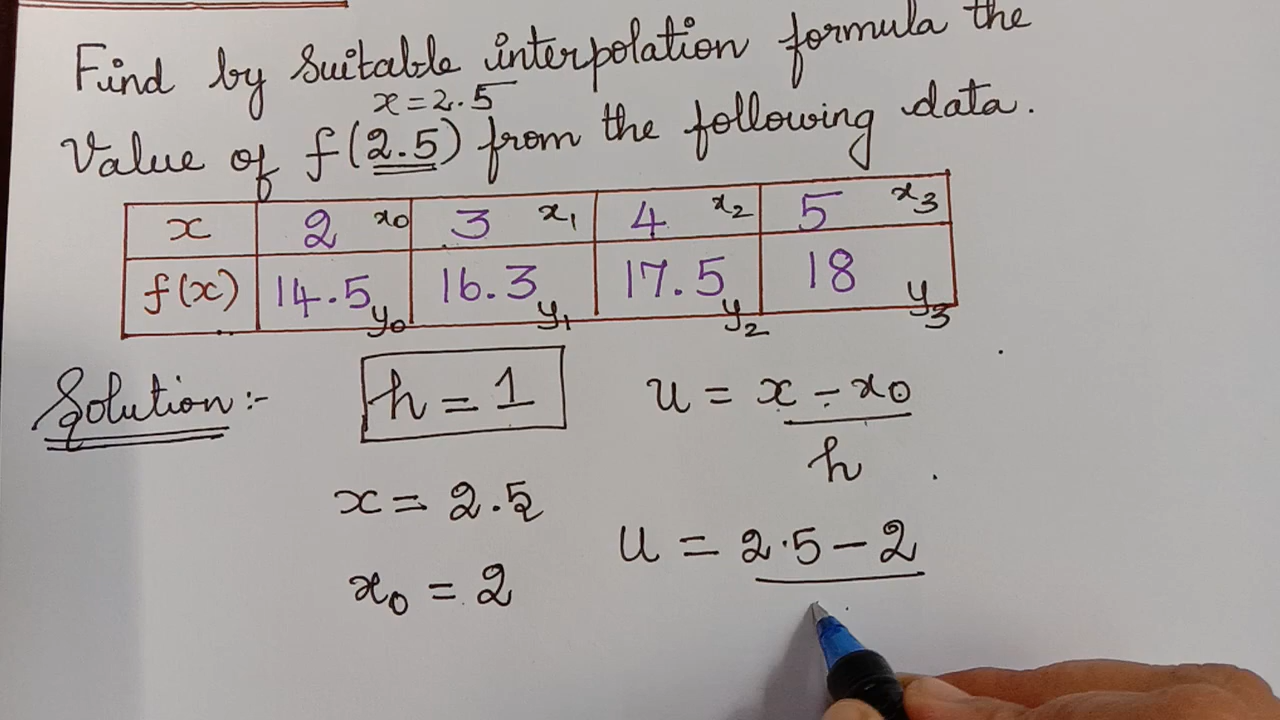 Find by suitable interpolation formula the
x = 2.5
Value of f(2.5) from the following data.
x 2 x0 3 x1 4 x2 5 x3
f(x) 14.5 y0 16.3 y1 17.5 y2 18 y3
Solution :-
h = 1
u = x - x0
h
x = 2.5
u = 2.5 - 2
x0 = 2